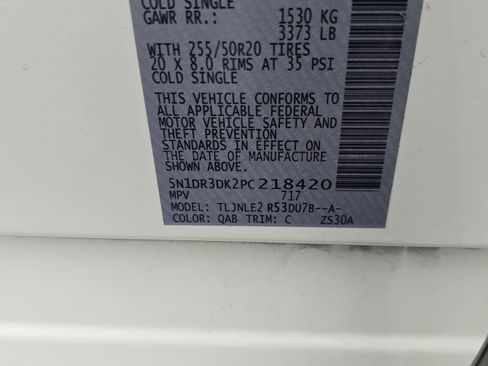 COLD SINGLE
GAWR RR.: 1530 KG
3373 LB
WITH 255/50R20 TIRES
20 X 8.0 RIMS AT 35 PSI
COLD SINGLE
THIS VEHICLE CONFORMS TO
ALL APPLICABLE FEDERAL
MOTOR VEHICLE SAFETY AND
THEFT PREVENTION
STANDARDS IN EFFECT ON
THE DATE OF MANUFACTURE
SHOWN ABOVE.
5N1DR3DK2PC218420
MPV 717
MODEL: TLJNLE2 R53DU7B--A-
COLOR: QAB TRIM: C ZS30A